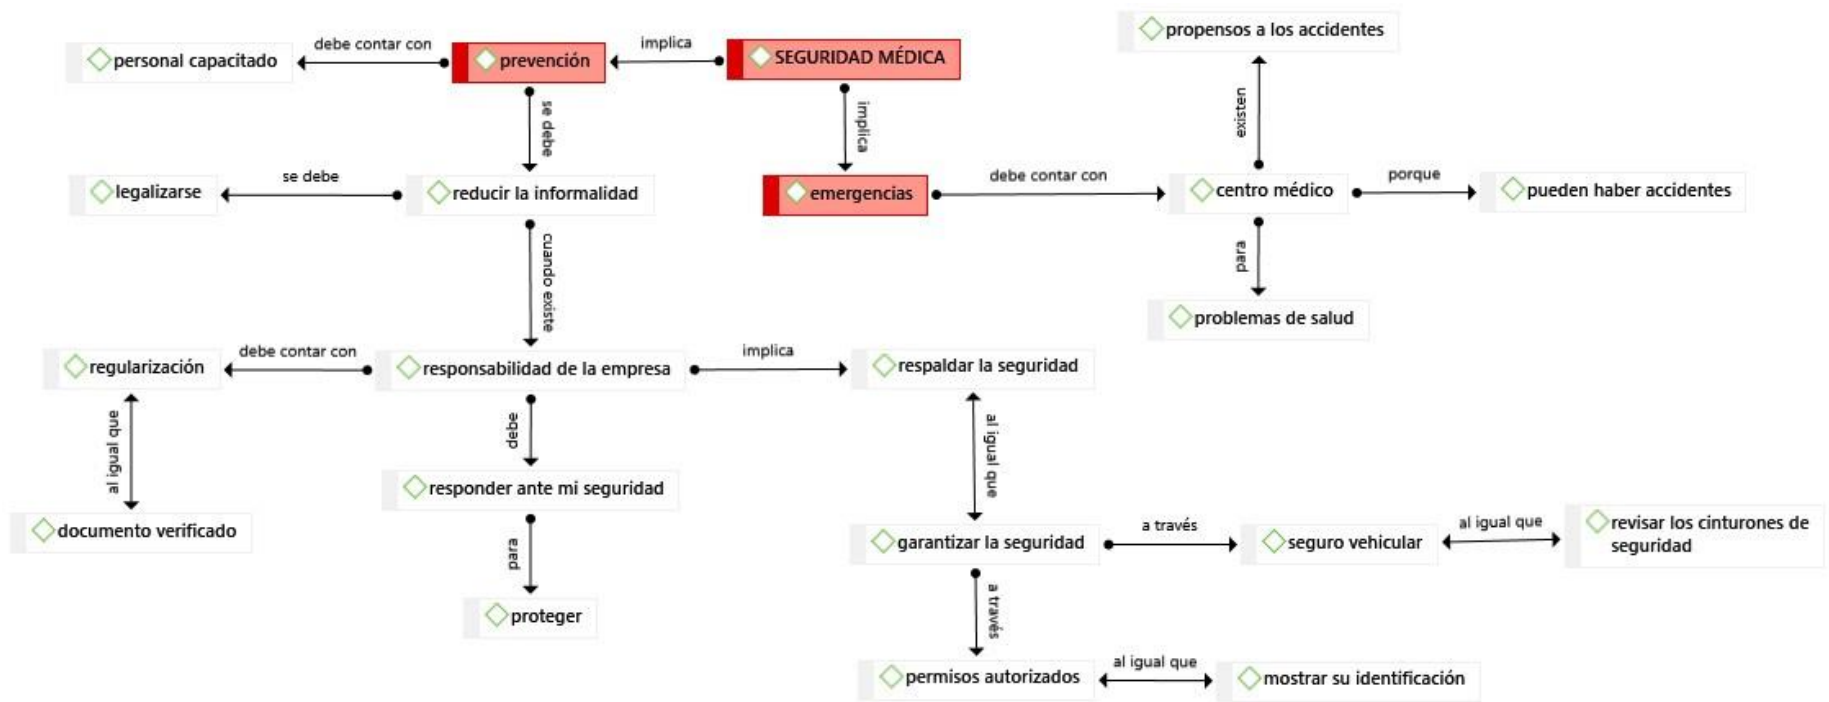 propensos a los accidentes
debe contar con
implica
personal capacitado
prevención
SEGURIDAD MÉDICA
existen
se debe
implica
se debe
debe contar con
porque
legalizarse
reducir la informalidad
emergencias
centro médico
pueden haber accidentes
cuando existe
para
problemas de salud
debe contar con
implica
regularización
responsabilidad de la empresa
respaldar la seguridad
al igual que
debe
al igual que
responder ante mi seguridad
documento verificado
para
garantizar la seguridad
a través
seguro vehicular
al igual que
revisar los cinturones de
seguridad
proteger
a través
permisos autorizados
al igual que
mostrar su identificación